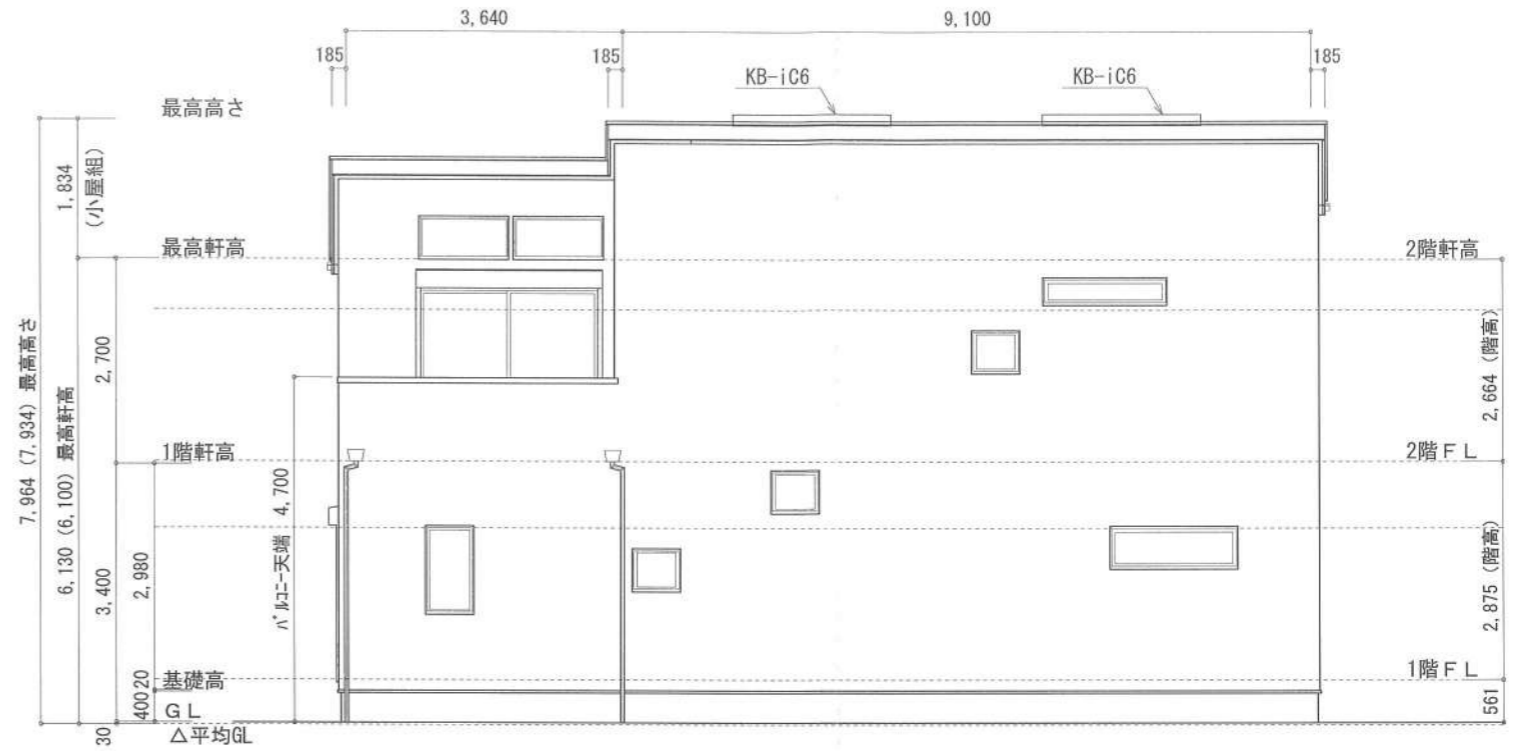 3,640
9,100
185
185
185
KB-iC6
KB-iC6
最高高さ
1,834
(小屋組)
最高軒高
2階軒高
7,964 (7,934) 最高高さ
6,130 (6,100) 最高軒高
2,700
2,664 (階高)
1階軒高
2階FL
バルコニー天端 4,700
3,400
2,980
2,875 (階高)
20
基礎高
1階FL
400
GL
561
30
△平均GL